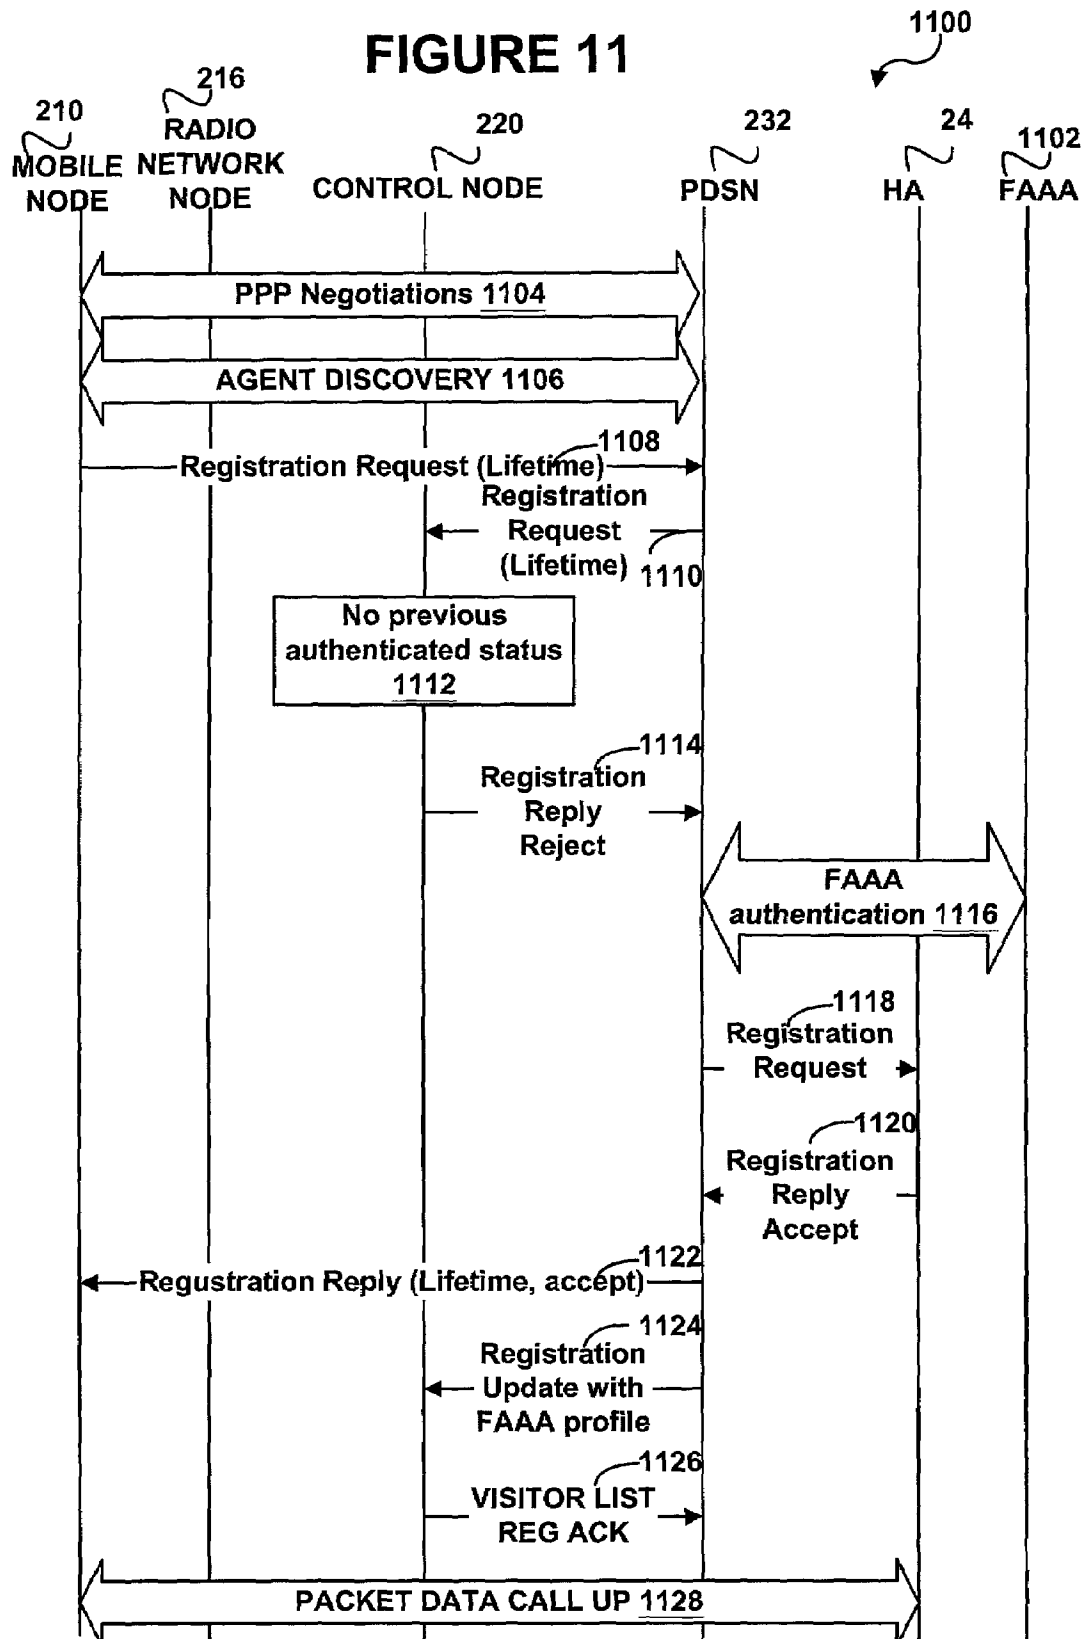 FIGURE 11
1100
210
216
220
232
24
1102
MOBILE
NODE
RADIO
NETWORK
NODE
CONTROL NODE
PDSN
HA
FAAA
PPP Negotiations 1104
AGENT DISCOVERY 1106
1108
Registration Request (Lifetime)
Registration
Request
(Lifetime)
1110
No previous
authenticated status
1112
1114
Registration
Reply
Reject
FAAA
authentication 1116
1118
Registration
Request
1120
Registration
Reply
Accept
1122
Regustration Reply (Lifetime, accept)
1124
Registration
Update with
FAAA profile
1126
VISITOR LIST
REG ACK
PACKET DATA CALL UP 1128